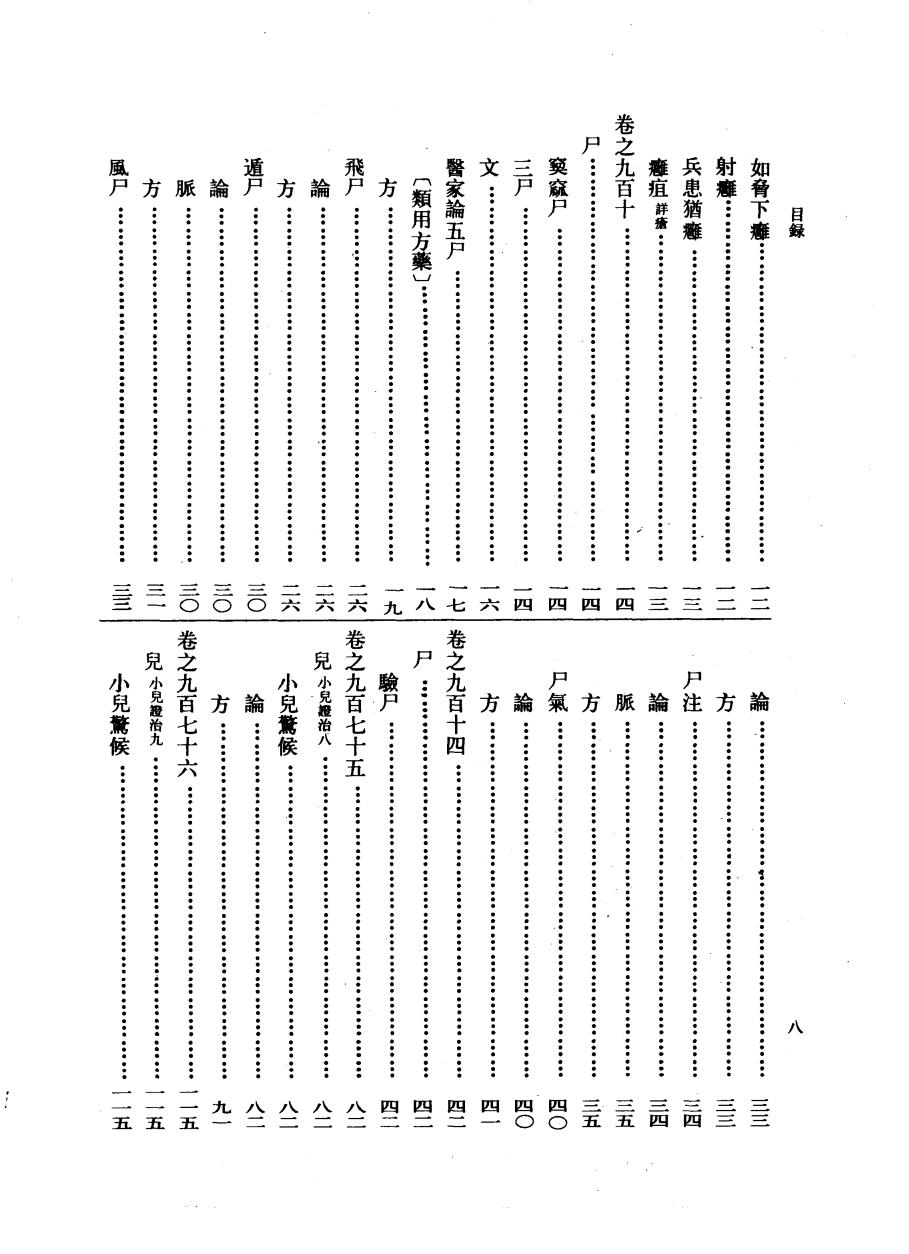 目録
如脅下癰……一二
射癰……一二
兵患猶癰……一三
癰疽 詳瘡……一三
卷之九百十……一四
尸……一四
窫窳尸……一四
三尸……一四
文……一六
醫家論五尸……一七
〔類用方藥〕……一八
方……一九
飛尸……二六
論……二六
方……二六
遁尸……三〇
論……三〇
脈……三〇
方……三一
風尸……三三
論……三三
方……三三
尸注……三四
論……三四
脈……三五
方……三五
尸氣……四〇
論……四〇
方……四一
卷之九百十四……四二
尸……四二
驗尸……四二
卷之九百七十五……八二
兒 小兒證治八……八二
小兒驚候……八二
論……八二
方……九一
卷之九百七十六……一一五
兒 小兒證治九……一一五
小兒驚候……一一五
八